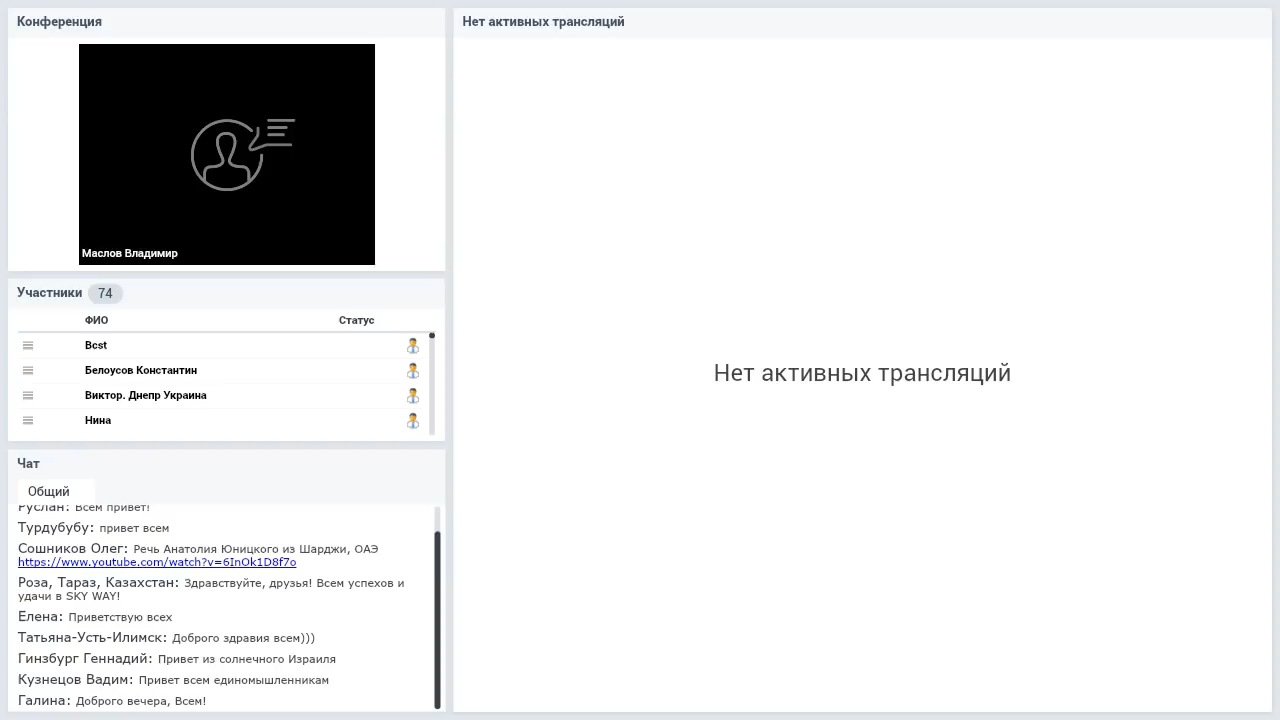 Конференция
Маслов Владимир
Участники 74
ФИО Статус
Bcst
Белоусов Константин
Виктор. Днепр Украина
Нина
Чат
Общий
Руслан: Всем привет!
Турдубубу: привет всем
Сошников Олег: Речь Анатолия Юницкого из Шарджи, ОАЭ
https://www.youtube.com/watch?v=6InOk1D8f7o
Роза, Тараз, Казахстан: Здравствуйте, друзья! Всем успехов и
удачи в SKY WAY!
Елена: Приветствую всех
Татьяна-Усть-Илимск: Доброго здравия всем)))
Гинзбург Геннадий: Привет из солнечного Израиля
Кузнецов Вадим: Привет всем единомышленникам
Галина: Доброго вечера, Всем!
Нет активных трансляций
Нет активных трансляций